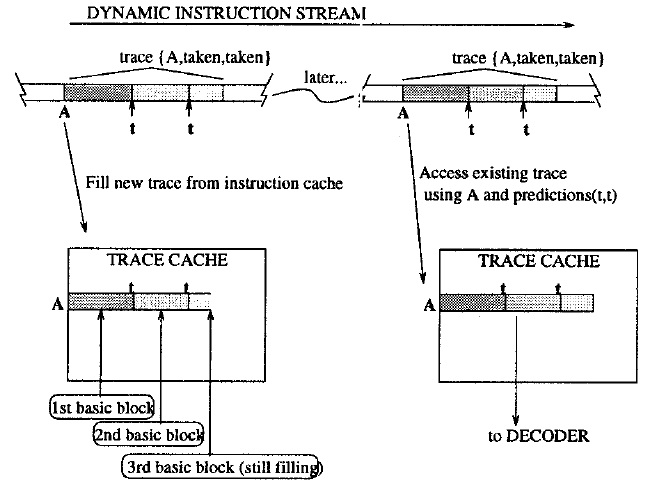 DYNAMIC INSTRUCTION STREAM
trace {A,taken,taken}
later...
trace {A,taken,taken}
A
t
t
A
t
t
Fill new trace from instruction cache
Access existing trace
using A and predictions(t,t)
TRACE CACHE
t
t
A
1st basic block
2nd basic block
3rd basic block (still filling)
TRACE CACHE
t
t
A
to DECODER